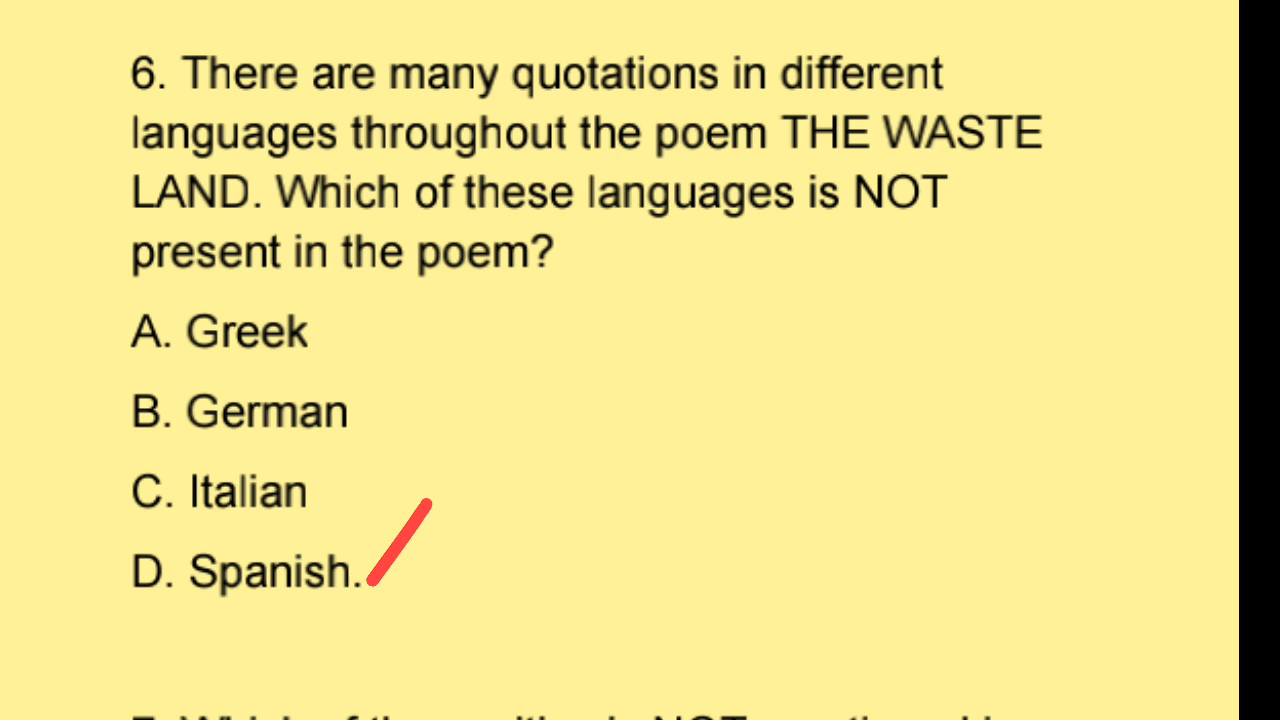 6. There are many quotations in different
languages throughout the poem THE WASTE
LAND. Which of these languages is NOT
present in the poem?
A. Greek
B. German
C. Italian
D. Spanish.